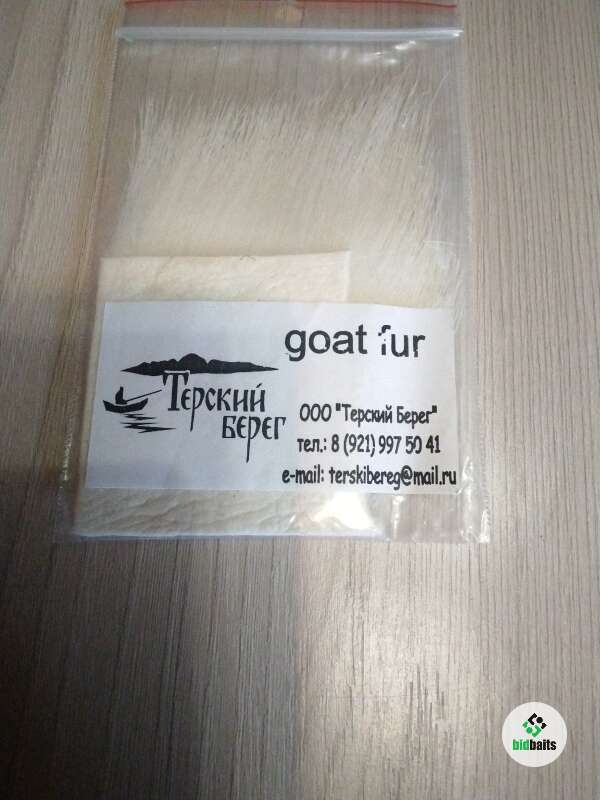 goat fur
Терский
берег
ООО "Терский Берег"
тел.: 8 (921) 997 50 41
e-mail: terskibereg@mail.ru
bidbaits